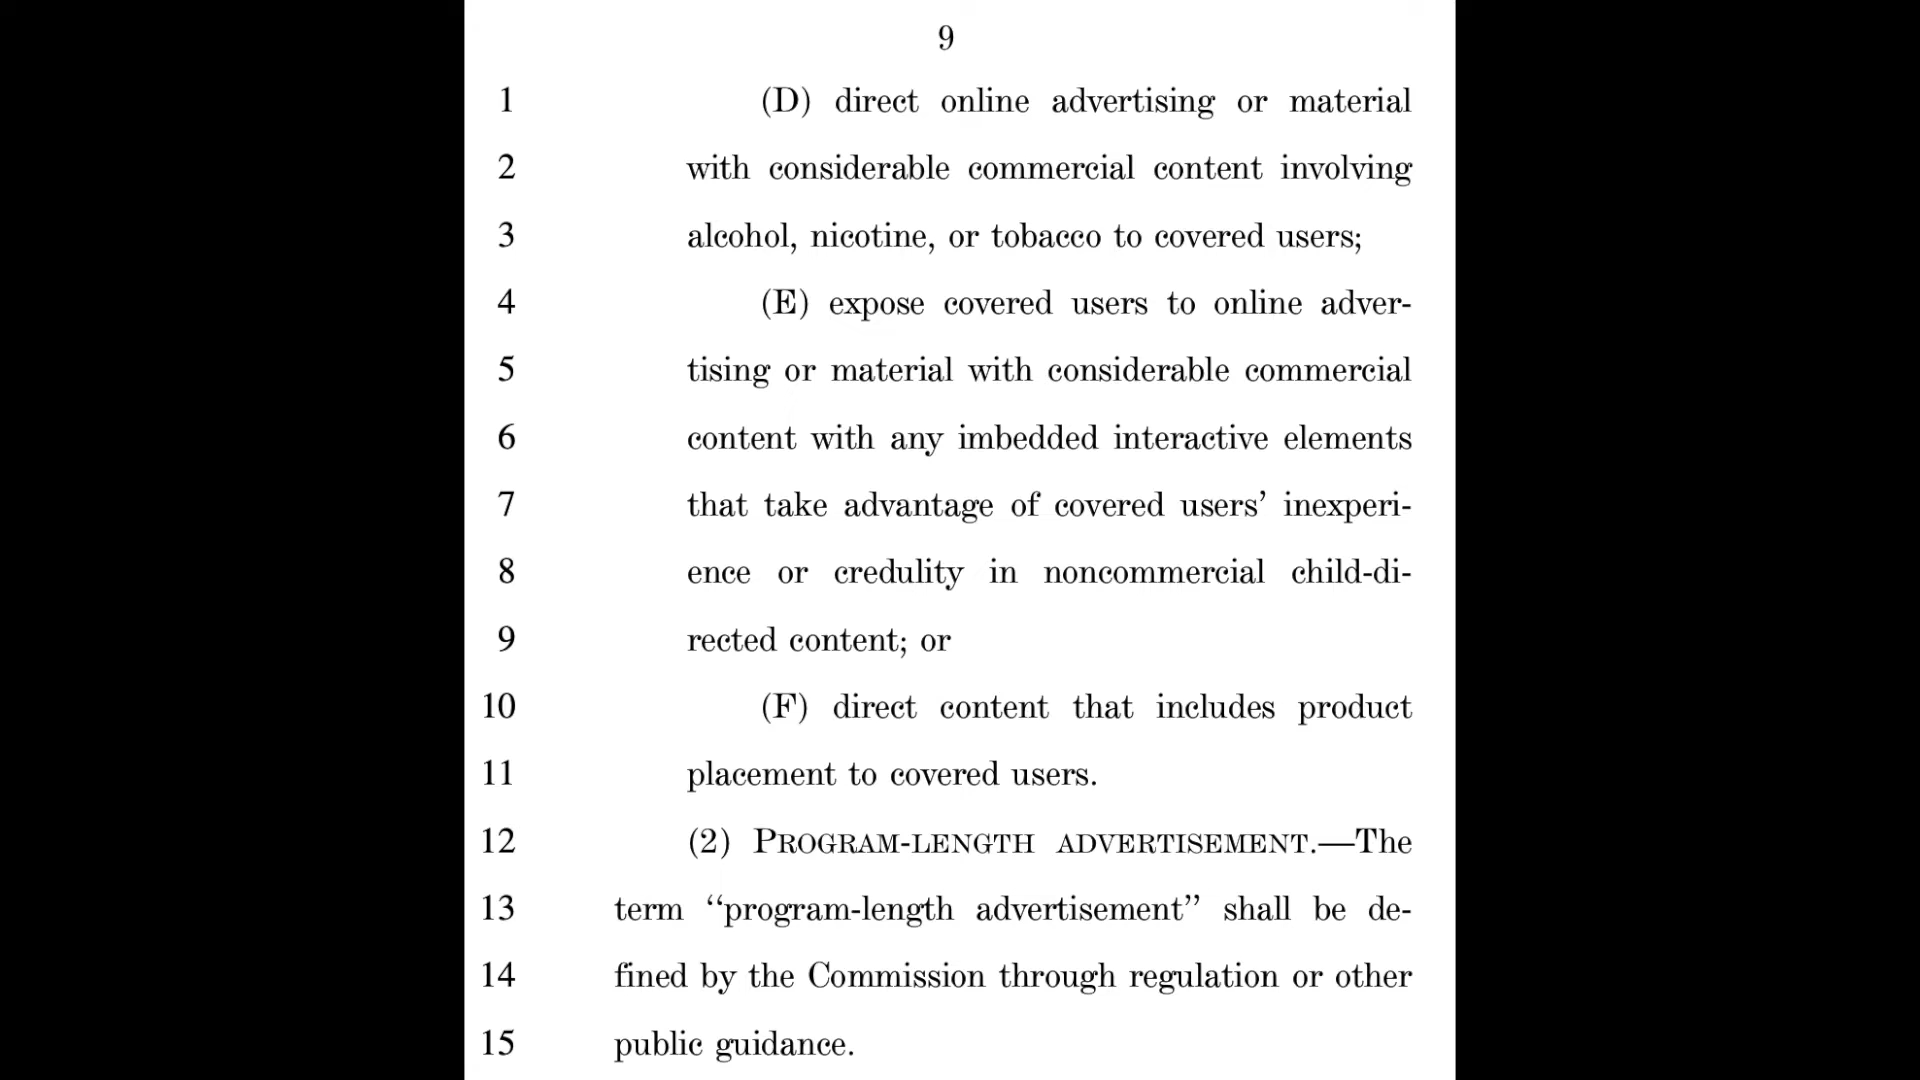 9
1 (D) direct online advertising or material
2 with considerable commercial content involving
3 alcohol, nicotine, or tobacco to covered users;
4 (E) expose covered users to online adver-
5 tising or material with considerable commercial
6 content with any imbedded interactive elements
7 that take advantage of covered users’ inexperi-
8 ence or credulity in noncommercial child-di-
9 rected content; or
10 (F) direct content that includes product
11 placement to covered users.
12 (2) PROGRAM-LENGTH ADVERTISEMENT.—The
13 term ‘‘program-length advertisement’’ shall be de-
14 fined by the Commission through regulation or other
15 public guidance.